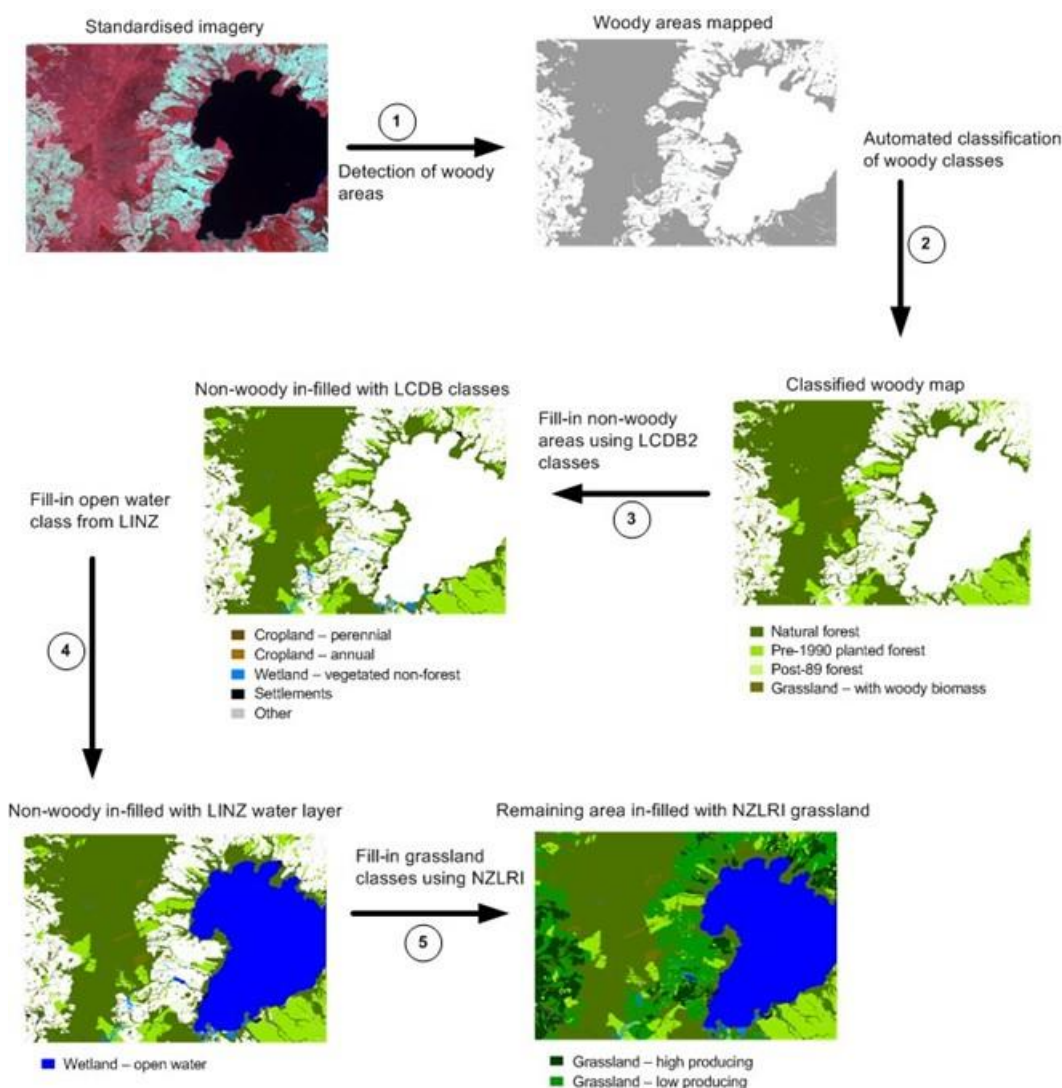 Standardised imagery
Woody areas mapped
1
Detection of woody
areas
Automated classification
of woody classes
2
Non-woody in-filled with LCDB classes
Classified woody map
Fill-in non-woody
areas using LCDB2
classes
3
Fill-in open water
class from LINZ
4
Cropland – perennial
Cropland – annual
Wetland – vegetated non-forest
Settlements
Other
Natural forest
Pre-1990 planted forest
Post-89 forest
Grassland – with woody biomass
Non-woody in-filled with LINZ water layer
Remaining area in-filled with NZLRI grassland
Fill-in grassland
classes using NZLRI
5
Wetland – open water
Grassland – high producing
Grassland – low producing